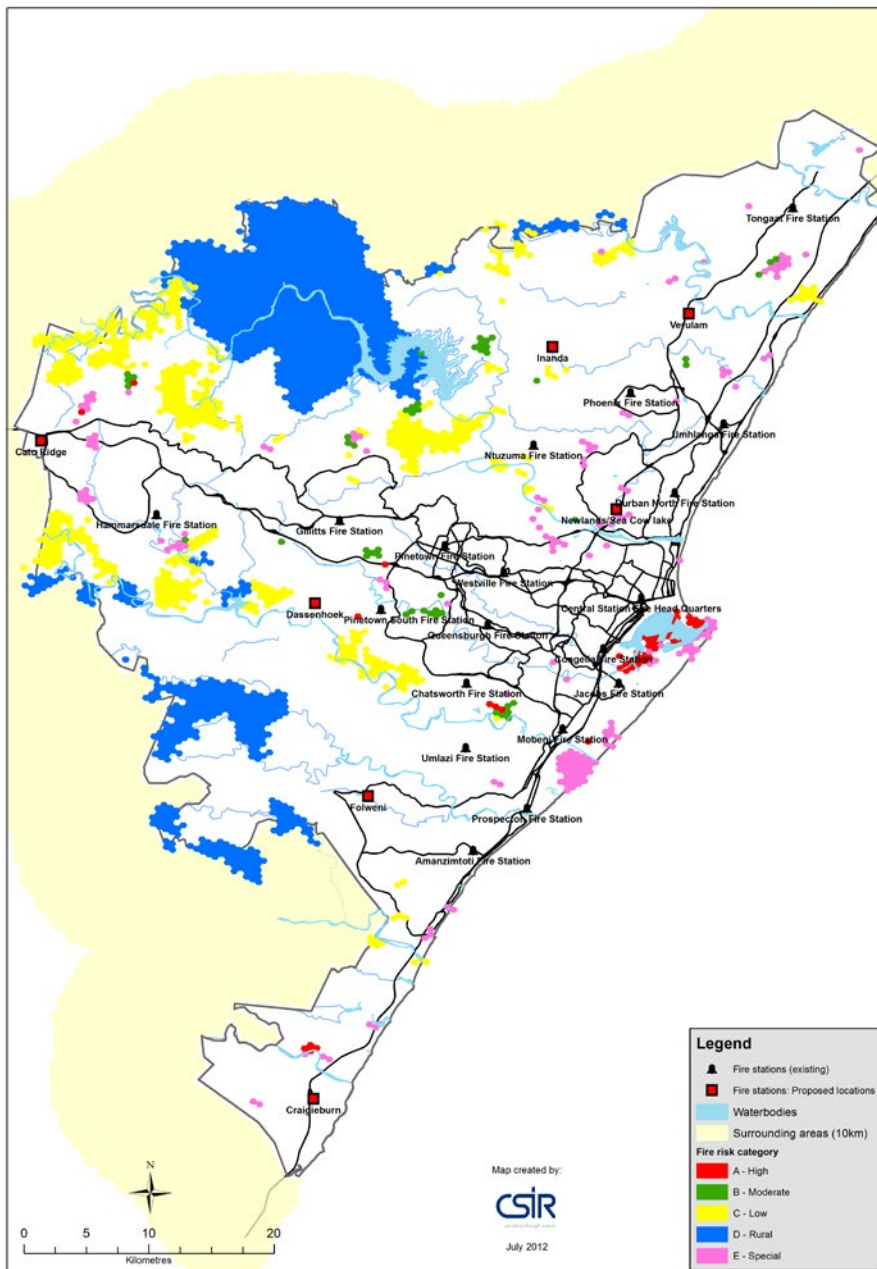 Tongaat Fire Station
Verulam
Inanda
Phoenix Fire Station
Umhlanga Fire Station
Cato Ridge
Ntuzuma Fire Station
Durban North Fire Station
Newlands/Sea Cow lake
Hammarsdale Fire Station
Gillitts Fire Station
Pinetown Fire Station
Westville Fire Station
Central Station Fire Head Quarters
Dassenhoek
Pinetown South Fire Station
Queensburgh Fire Station
Congella Fire Station
Chatsworth Fire Station
Jacobs Fire Station
Mobeni Fire Station
Umlazi Fire Station
Folweni
Prospecton Fire Station
Amanzimtoti Fire Station
Craigieburn
N
0 5 10 20
Kilometres
Map created by:
CSIR
July 2012
Legend
Fire stations (existing)
Fire stations: Proposed locations
Waterbodies
Surrounding areas (10km)
Fire risk category
A - High
B - Moderate
C - Low
D - Rural
E - Special